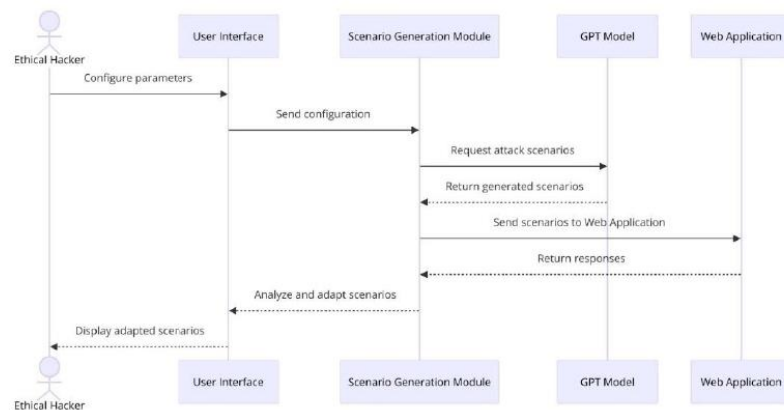 User Interface
Scenario Generation Module
GPT Model
Web Application
Ethical Hacker
Configure parameters
Send configuration
Request attack scenarios
Return generated scenarios
Send scenarios to Web Application
Return responses
Analyze and adapt scenarios
Display adapted scenarios
User Interface
Scenario Generation Module
GPT Model
Web Application
Ethical Hacker